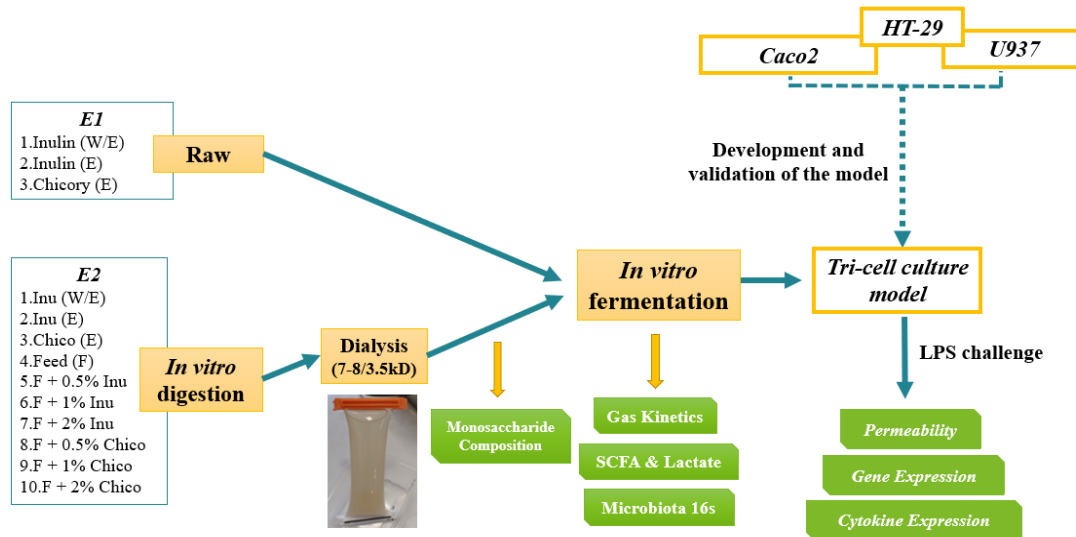 E1
1.Inulin (W/E)
2.Inulin (E)
3.Chicory (E)
Raw
E2
1.Inu (W/E)
2.Inu (E)
3.Chico (E)
4.Feed (F)
5.F + 0.5% Inu
6.F + 1% Inu
7.F + 2% Inu
8.F + 0.5% Chico
9.F + 1% Chico
10.F + 2% Chico
In vitro
digestion
Dialysis
(7-8/3.5kD)
Monosaccharide
Composition
In vitro
fermentation
Gas Kinetics
SCFA & Lactate
Microbiota 16s
Caco2
HT-29
U937
Development and
validation of the model
Tri-cell culture
model
LPS challenge
Permeability
Gene Expression
Cytokine Expression